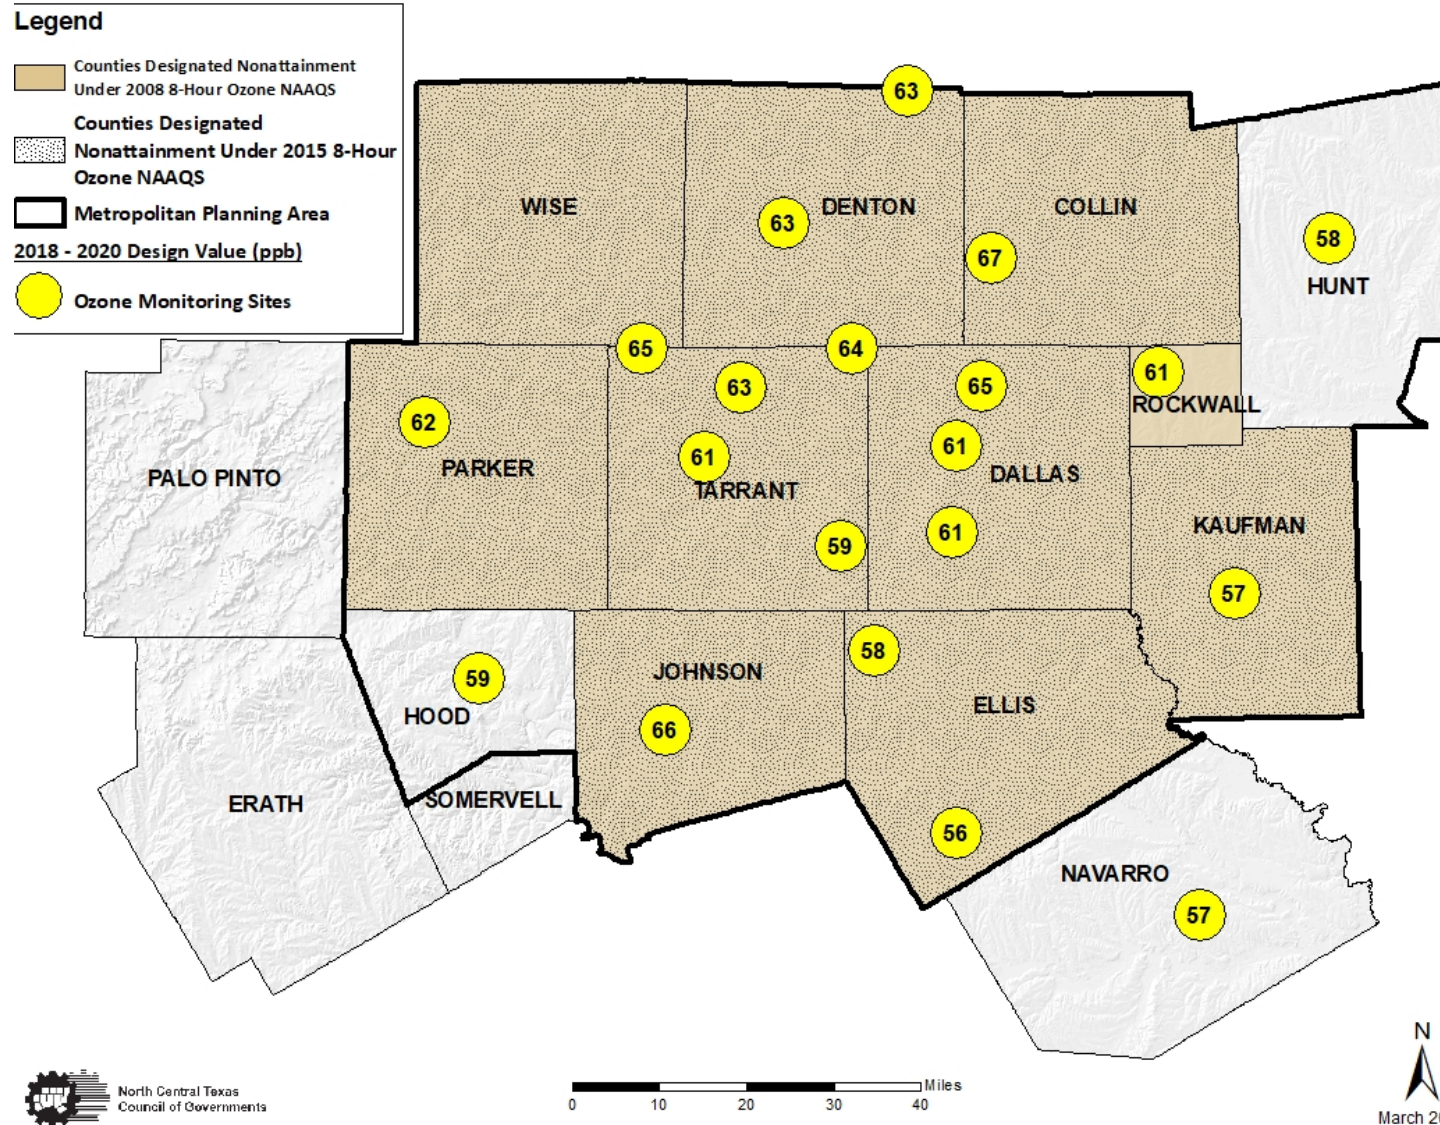 Legend
Counties Designated Nonattainment
Under 2008 8-Hour Ozone NAAQS
Counties Designated
Nonattainment Under 2015 8-Hour
Ozone NAAQS
Metropolitan Planning Area
2018 - 2020 Design Value (ppb)
Ozone Monitoring Sites
63
WISE
63
DENTON
COLLIN
67
58
HUNT
65
64
63
65
61
ROCKWALL
62
PARKER
61
TARRANT
61
DALLAS
PALO PINTO
59
61
KAUFMAN
57
59
HOOD
JOHNSON
66
58
ELLIS
ERATH
SOMERVELL
56
NAVARRO
57
North Central Texas
Council of Governments
Miles
0 10 20 30 40
N
March